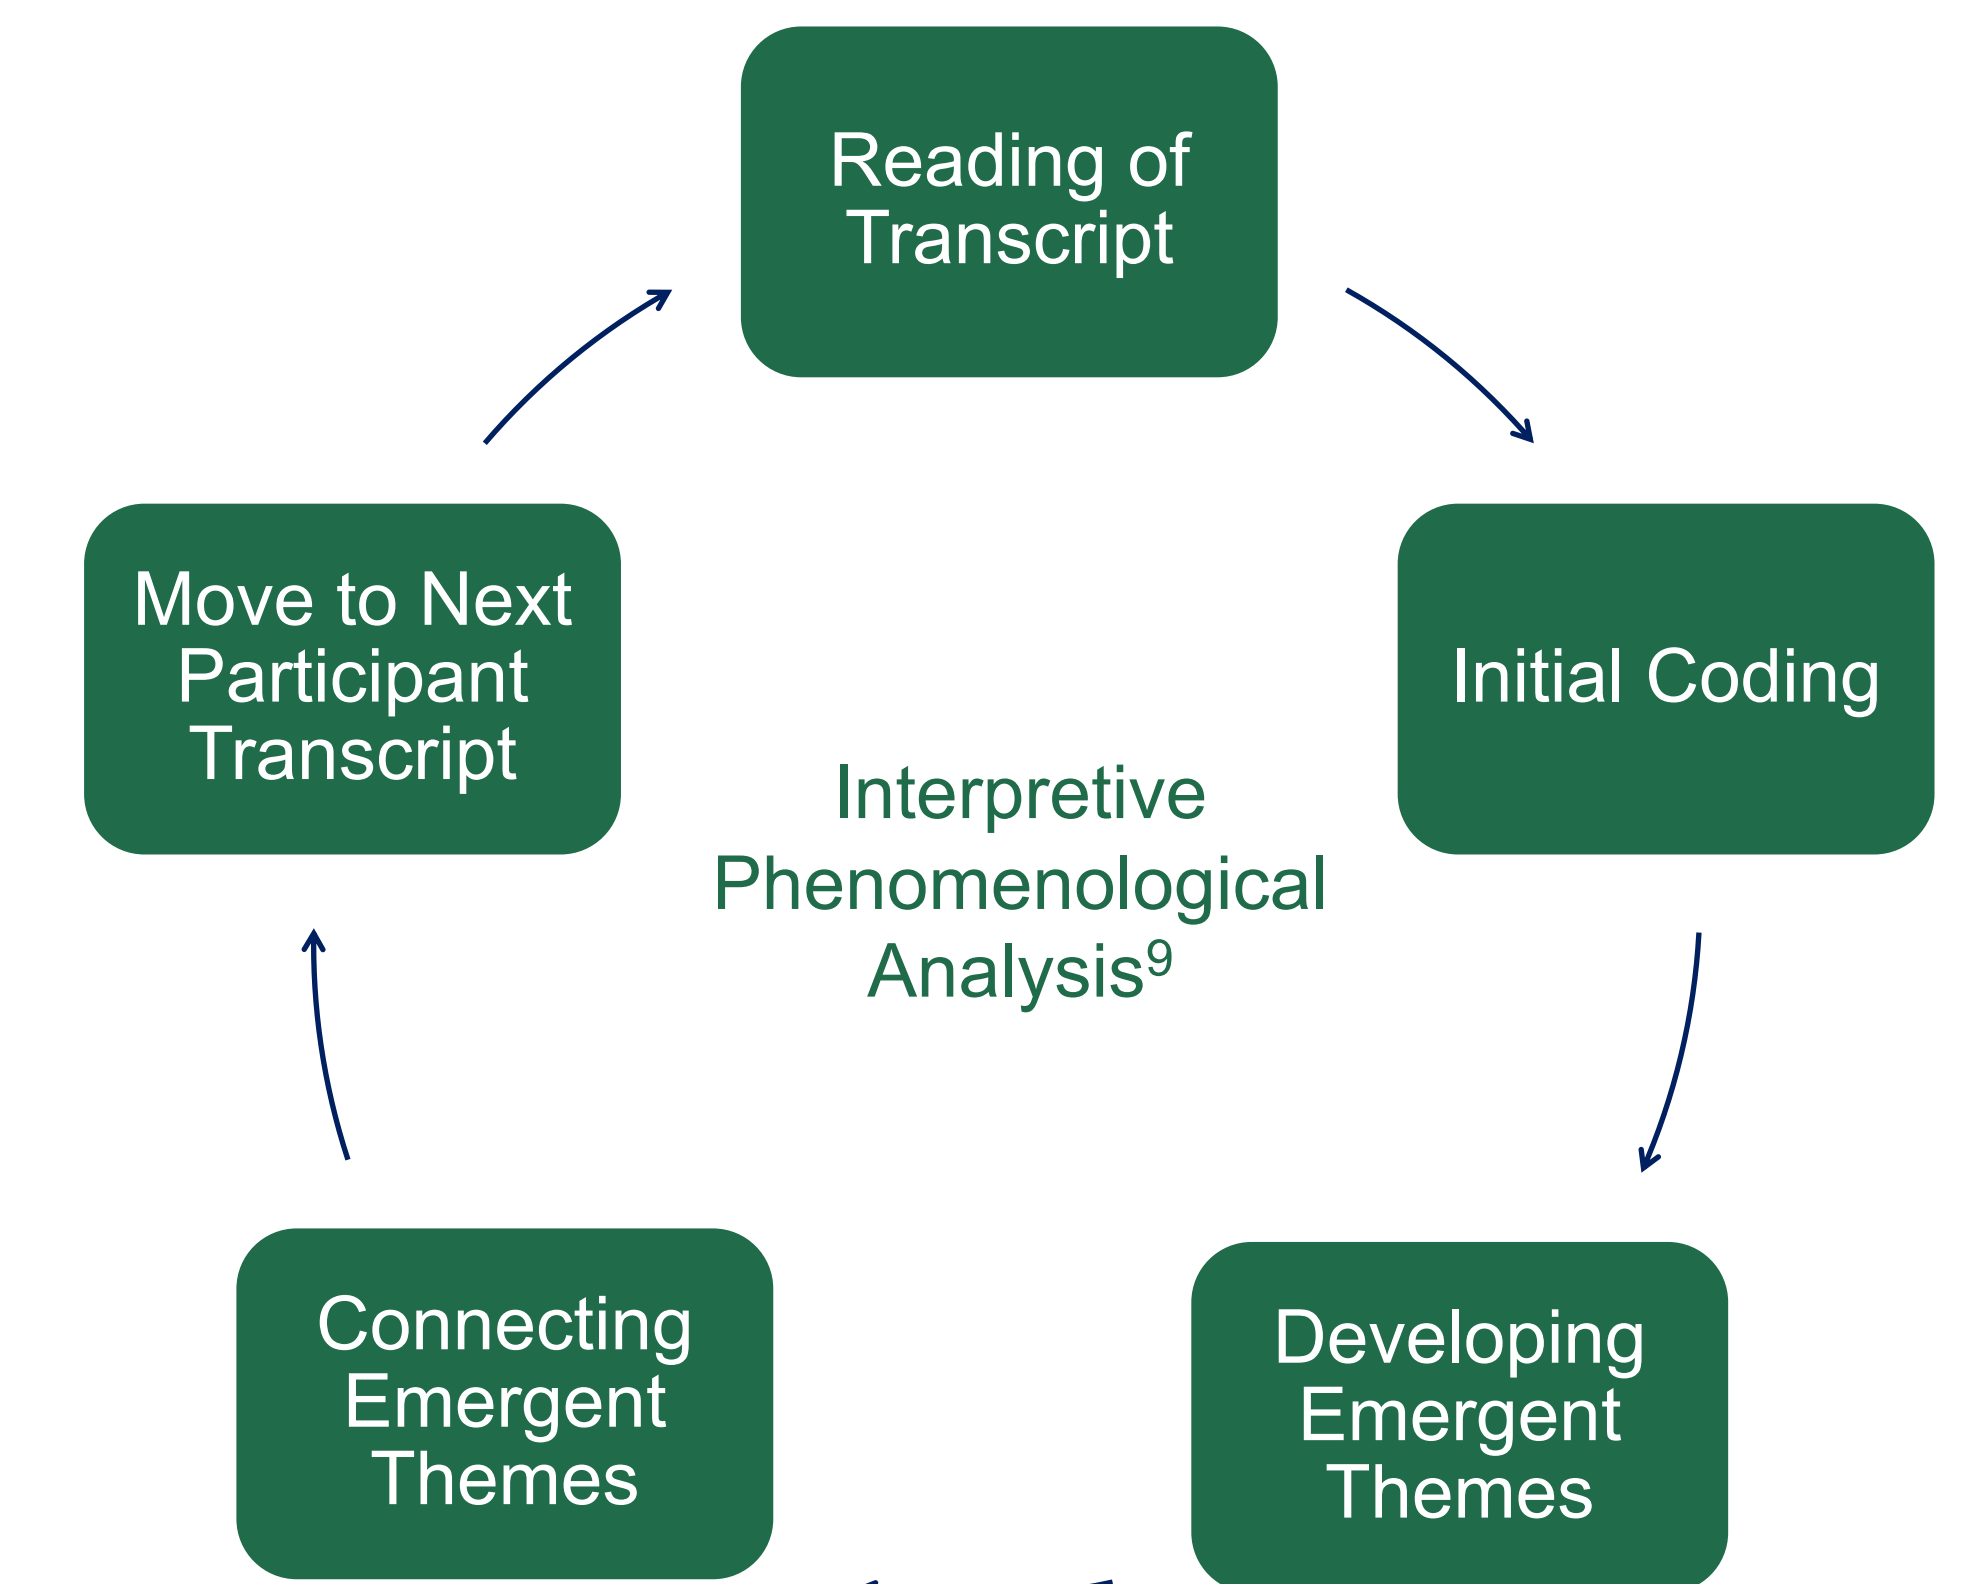 Reading of
Transcript
Initial Coding
Developing
Emergent
Themes
Connecting
Emergent
Themes
Move to Next
Participant
Transcript
Interpretive
Phenomenological
Analysis⁹